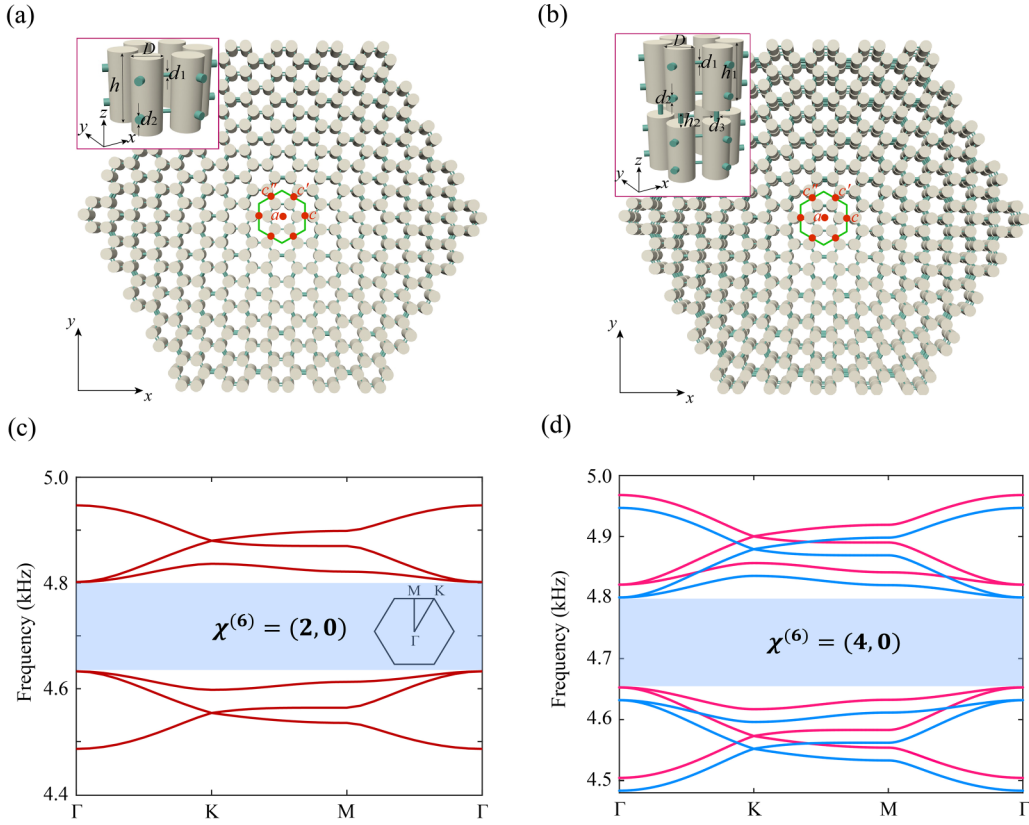 (a)
D
d1
h
d2
z
y
x
c″
c′
a
c
y
x
(b)
D
d1
h1
d2
h2
d3
z
y
x
c″
c′
a
c
y
x
(c)
5.0
4.8
4.6
4.4
Frequency (kHz)
M
K
Γ
χ(6) = (2, 0)
Γ
K
M
Γ
(d)
5.0
4.9
4.8
4.7
4.6
4.5
Frequency (kHz)
χ(6) = (4, 0)
Γ
K
M
Γ